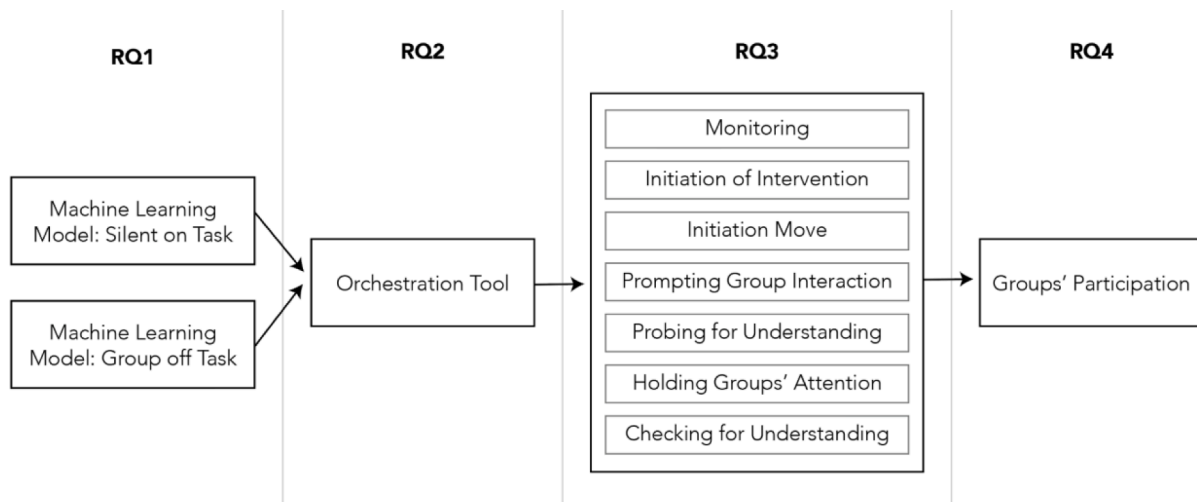 RQ1
RQ2
RQ3
RQ4
Machine Learning
Model: Silent on Task
Machine Learning
Model: Group off Task
Orchestration Tool
Monitoring
Initiation of Intervention
Initiation Move
Prompting Group Interaction
Probing for Understanding
Holding Groups’ Attention
Checking for Understanding
Groups’ Participation